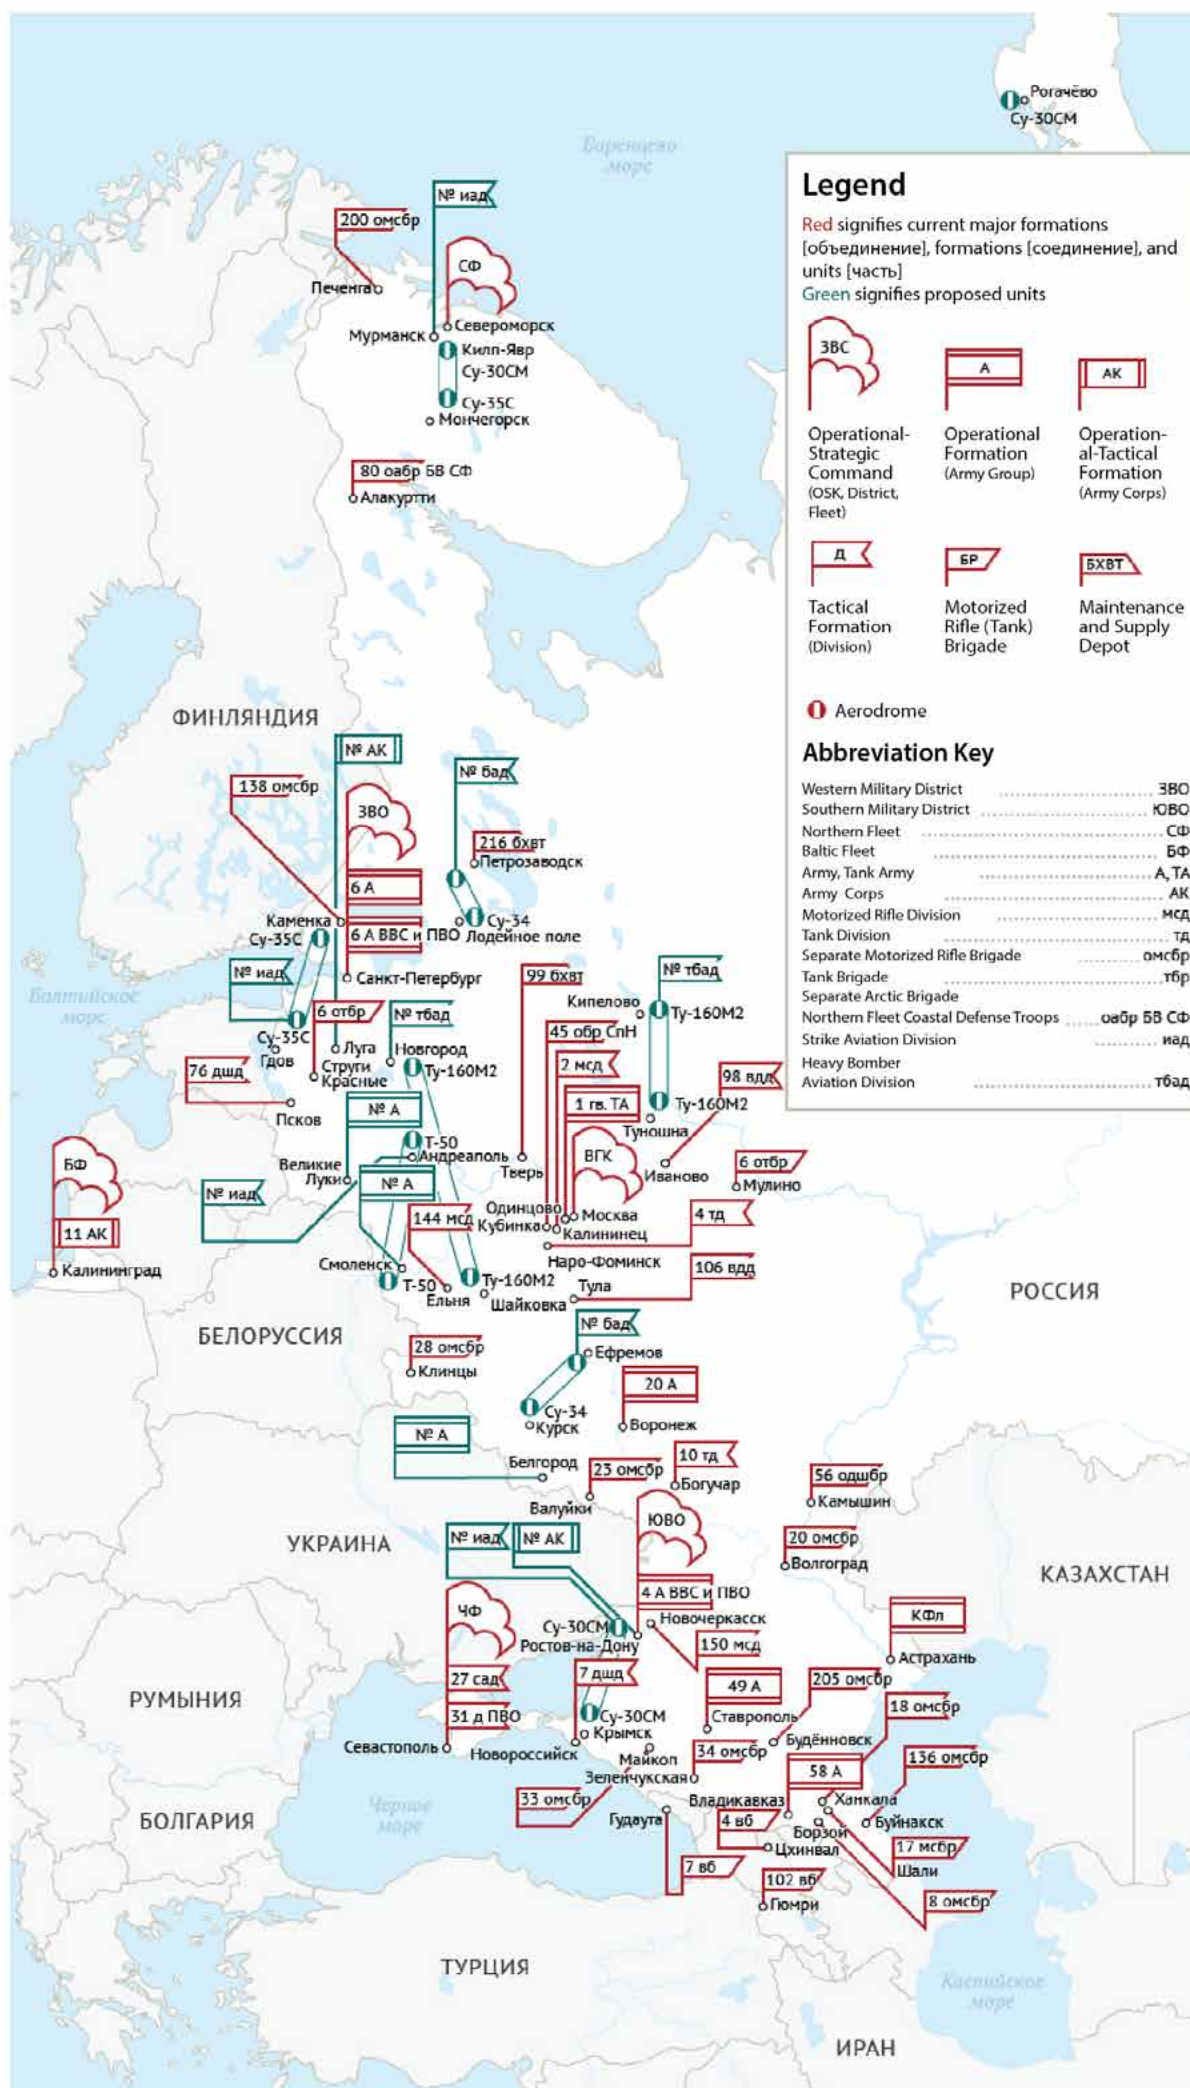 Рогачёво
Су-30СМ
Баренцево
море
Legend
Red signifies current major formations
[объединение], formations [соединение], and
units [часть]
Green signifies proposed units
ЗВС
А
АК
Operational-
Strategic
Command
(OSK, District,
Fleet)
Operational
Formation
(Army Group)
Operation-
al-Tactical
Formation
(Army Corps)
Д
БР
БХВТ
Tactical
Formation
(Division)
Motorized
Rifle (Tank)
Brigade
Maintenance
and Supply
Depot
Aerodrome
Abbreviation Key
Western Military District ЗВО
Southern Military District ЮВО
Northern Fleet СФ
Baltic Fleet БФ
Army, Tank Army А, ТА
Army Corps АК
Motorized Rifle Division мсд
Tank Division тд
Separate Motorized Rifle Brigade омсбр
Tank Brigade тбр
Separate Arctic Brigade
Northern Fleet Coastal Defense Troops оабр БВ СФ
Strike Aviation Division иад
Heavy Bomber
Aviation Division тбад
№ иад
200 омсбр
СФ
Печенга
Североморск
Мурманск
Килп-Явр
Су-30СМ
Су-35С
Мончегорск
80 оабр БВ СФ
Алакуртти
ФИНЛЯНДИЯ
№ АК
№ бад
138 омсбр
ЗВО
216 бхвт
Петрозаводск
6 А
Каменка
Су-34
Су-35С
6 А ВВС и ПВО
Лодейное поле
№ иад
Санкт-Петербург
99 бхвт
№ тбад
Балтийское
море
Кипелово
Ту-160М2
6 отбр
№ тбад
45 обр СпН
Су-35С
Гдов
Луга
Новгород
2 мсд
76 дшд
Струги
Красные
Ту-160М2
98 вдд
1 гв. ТА
Ту-160М2
Псков
№ А
Туношна
Т-50
БФ
Великие
Луки
Андреаполь
Тверь
ВГК
Иваново
6 отбр
Мулино
№ иад
№ А
Одинцово
Москва
144 мсд
Кубинка
Калининец
4 тд
11 АК
Наро-Фоминск
Калининград
Смоленск
106 вдд
Т-50
Ту-160М2
Ельня
Шайковка
Тула
РОССИЯ
БЕЛОРУССИЯ
№ бад
28 омсбр
Ефремов
Клинцы
20 А
Су-34
Курск
Воронеж
№ А
Белгород
10 тд
23 омсбр
Богучар
56 одшбр
Валуйки
Камышин
ЮВО
УКРАИНА
№ иад
№ АК
20 омсбр
Волгоград
КАЗАХСТАН
4 А ВВС и ПВО
ЧФ
КФл
Су-30СМ
Новочеркасск
Ростов-на-Дону
150 мсд
Астрахань
27 сад
7 дшд
205 омсбр
49 А
РУМЫНИЯ
18 омсбр
31 д ПВО
Су-30СМ
Ставрополь
Крымск
Будённовск
Севастополь
Новороссийск
Майкоп
34 омсбр
136 омсбр
Зеленчукская
58 А
33 омсбр
Владикавказ
Ханкала
БОЛГАРИЯ
Черное
море
Гудаута
4 вб
Борзой
Буйнакск
Цхинвал
17 мсбр
Шали
7 вб
102 вб
8 омсбр
Гюмри
ТУРЦИЯ
Каспийское
море
ИРАН